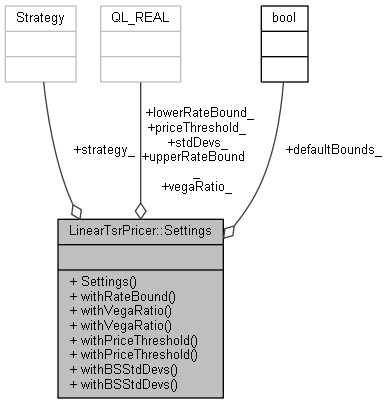 Strategy
QL_REAL
bool
+lowerRateBound_
+priceThreshold_
+stdDevs_
+upperRateBound
_
+vegaRatio_
+strategy_
+defaultBounds_
LinearTsrPricer::Settings
+ Settings()
+ withRateBound()
+ withVegaRatio()
+ withVegaRatio()
+ withPriceThreshold()
+ withPriceThreshold()
+ withBSStdDevs()
+ withBSStdDevs()